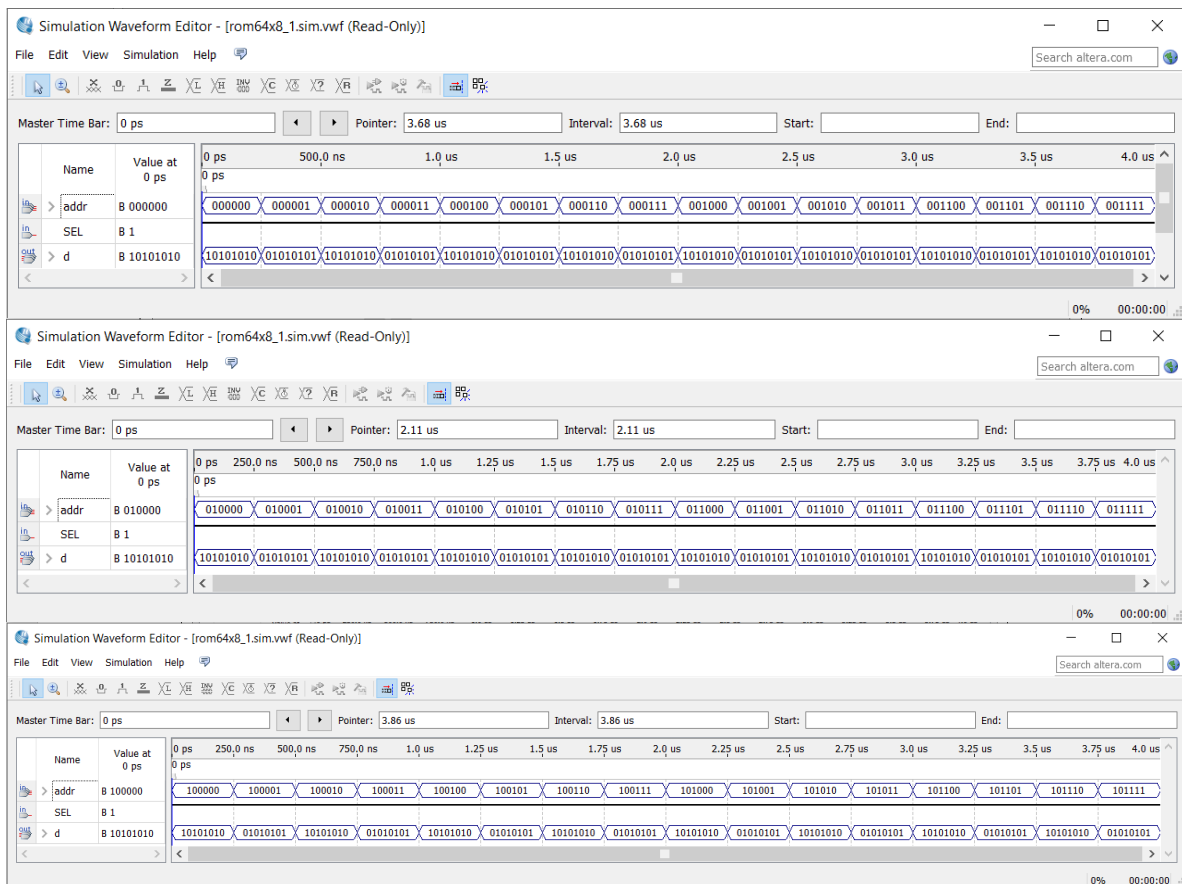 Simulation Waveform Editor - [rom64x8_1.sim.vwf (Read-Only)]
File Edit View Simulation Help
Search altera.com
Master Time Bar: 0 ps Pointer: 3.68 us Interval: 3.68 us Start: End:
Name Value at 0 ps
0 ps 500.0 ns 1.0 us 1.5 us 2.0 us 2.5 us 3.0 us 3.5 us 4.0 us
0 ps
addr B 000000 000000 000001 000010 000011 000100 000101 000110 000111 001000 001001 001010 001011 001100 001101 001110 001111
SEL B 1
d B 10101010 10101010 01010101 10101010 01010101 10101010 01010101 10101010 01010101 10101010 01010101 10101010 01010101 10101010 01010101 10101010 01010101
0% 00:00:00
Simulation Waveform Editor - [rom64x8_1.sim.vwf (Read-Only)]
File Edit View Simulation Help
Search altera.com
Master Time Bar: 0 ps Pointer: 2.11 us Interval: 2.11 us Start: End:
Name Value at 0 ps
0 ps 250.0 ns 500.0 ns 750.0 ns 1.0 us 1.25 us 1.5 us 1.75 us 2.0 us 2.25 us 2.5 us 2.75 us 3.0 us 3.25 us 3.5 us 3.75 us 4.0 us
0 ps
addr B 010000 010000 010001 010010 010011 010100 010101 010110 010111 011000 011001 011010 011011 011100 011101 011110 011111
SEL B 1
d B 10101010 10101010 01010101 10101010 01010101 10101010 01010101 10101010 01010101 10101010 01010101 10101010 01010101 10101010 01010101 10101010 01010101
0% 00:00:00
Simulation Waveform Editor - [rom64x8_1.sim.vwf (Read-Only)]
File Edit View Simulation Help
Search altera.com
Master Time Bar: 0 ps Pointer: 3.86 us Interval: 3.86 us Start: End:
Name Value at 0 ps
0 ps 250.0 ns 500.0 ns 750.0 ns 1.0 us 1.25 us 1.5 us 1.75 us 2.0 us 2.25 us 2.5 us 2.75 us 3.0 us 3.25 us 3.5 us 3.75 us 4.0 us
0 ps
addr B 100000 100000 100001 100010 100011 100100 100101 100110 100111 101000 101001 101010 101011 101100 101101 101110 101111
SEL B 1
d B 10101010 10101010 01010101 10101010 01010101 10101010 01010101 10101010 01010101 10101010 01010101 10101010 01010101 10101010 01010101 10101010 01010101
0% 00:00:00